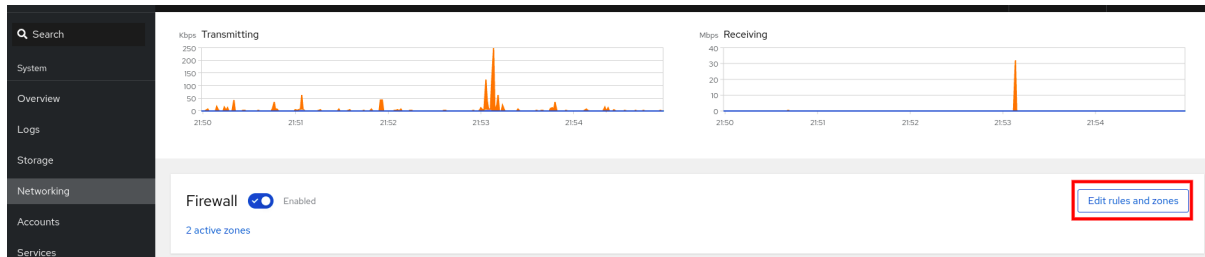 Search
System
Overview
Logs
Storage
Networking
Accounts
Services
Kbps Transmitting
250
200
150
100
50
0
21:50 21:51 21:52 21:53 21:54
Mbps Receiving
40
30
20
10
0
21:50 21:51 21:52 21:53 21:54
Firewall Enabled
Edit rules and zones
2 active zones